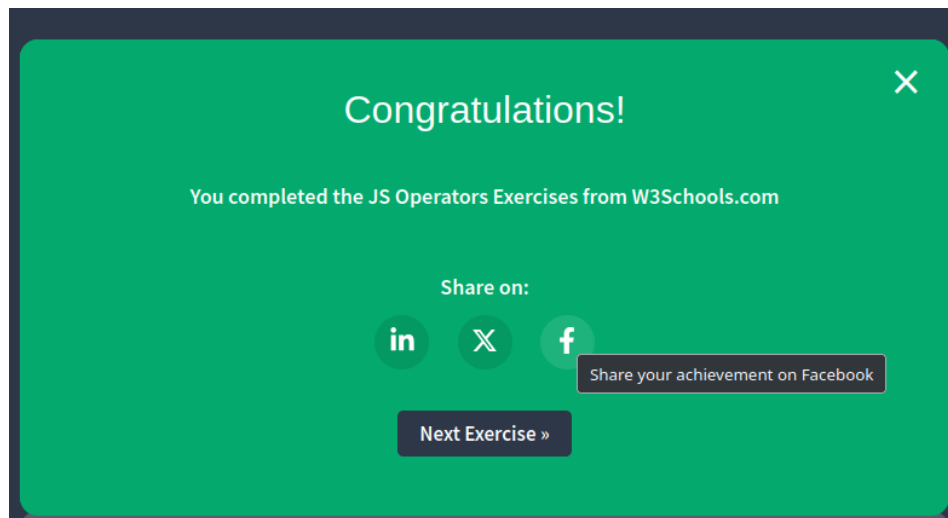 Congratulations!
You completed the JS Operators Exercises from W3Schools.com
Share on:
in X f
Share your achievement on Facebook
Next Exercise »